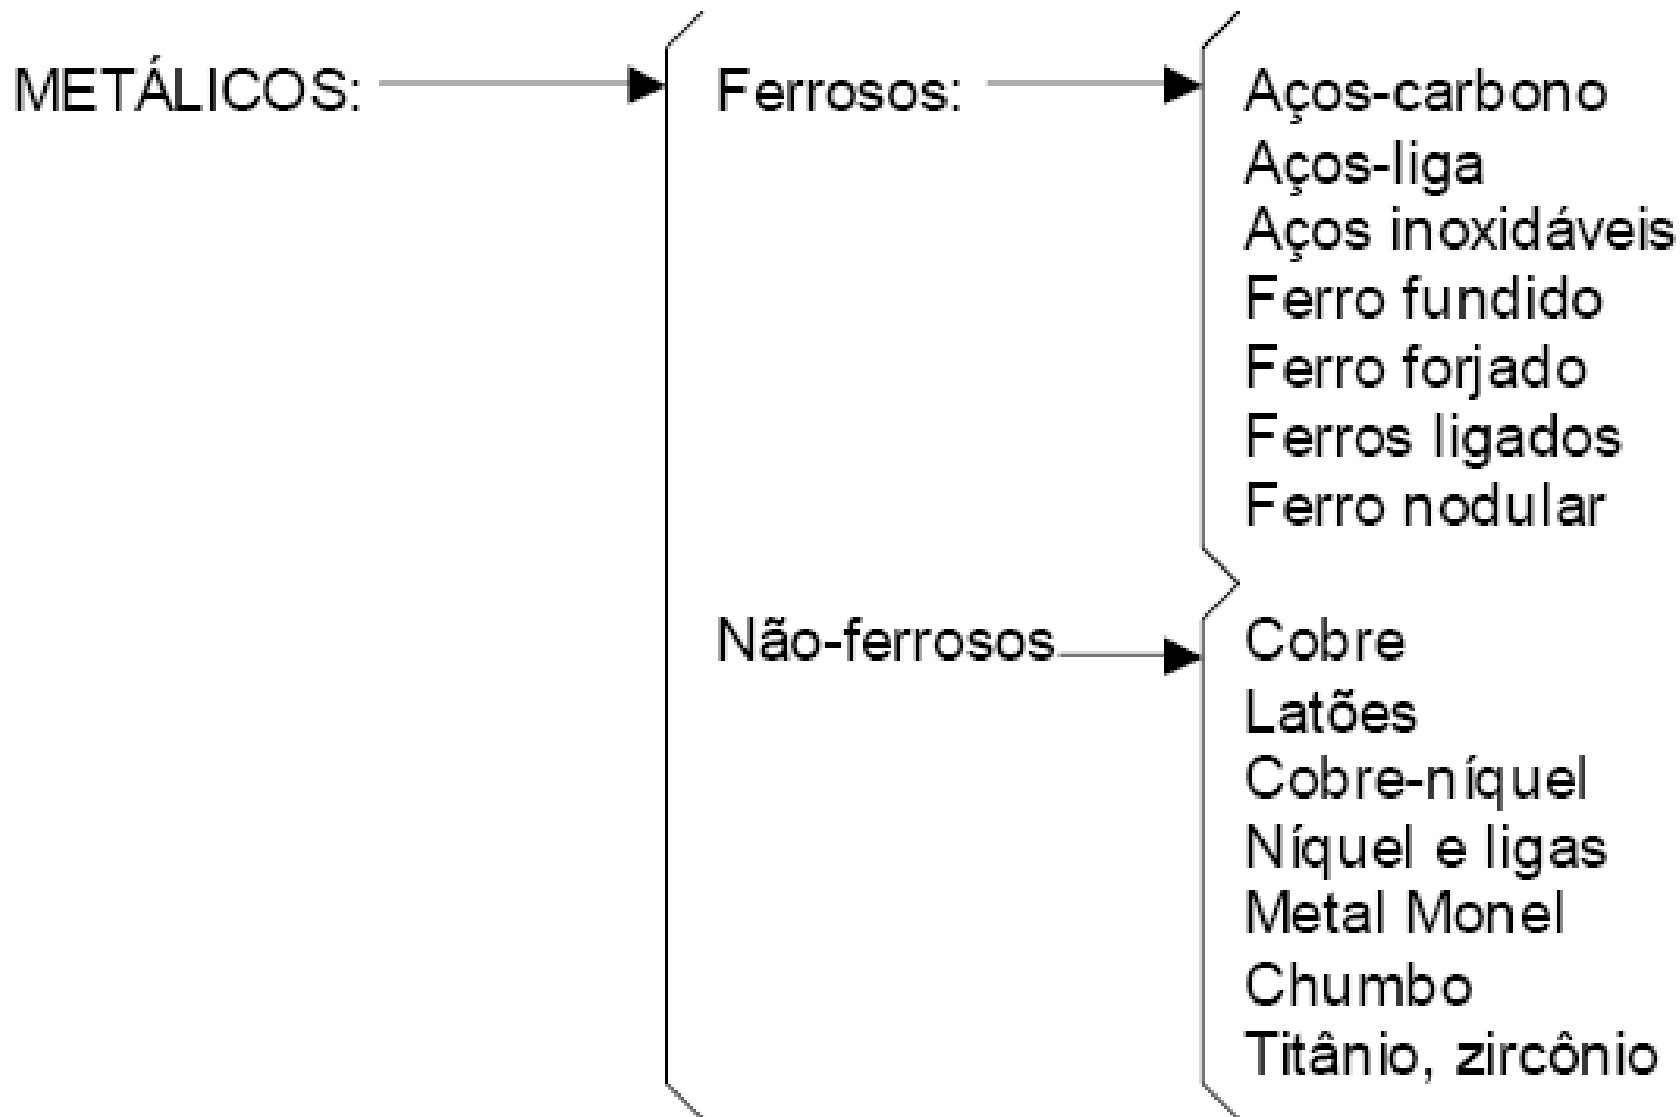 METÁLICOS:
Ferrosos:
Aços-carbono
Aços-liga
Aços inoxidáveis
Ferro fundido
Ferro forjado
Ferros ligados
Ferro nodular
Não-ferrosos
Cobre
Latões
Cobre-níquel
Níquel e ligas
Metal Monel
Chumbo
Titânio, zircônio